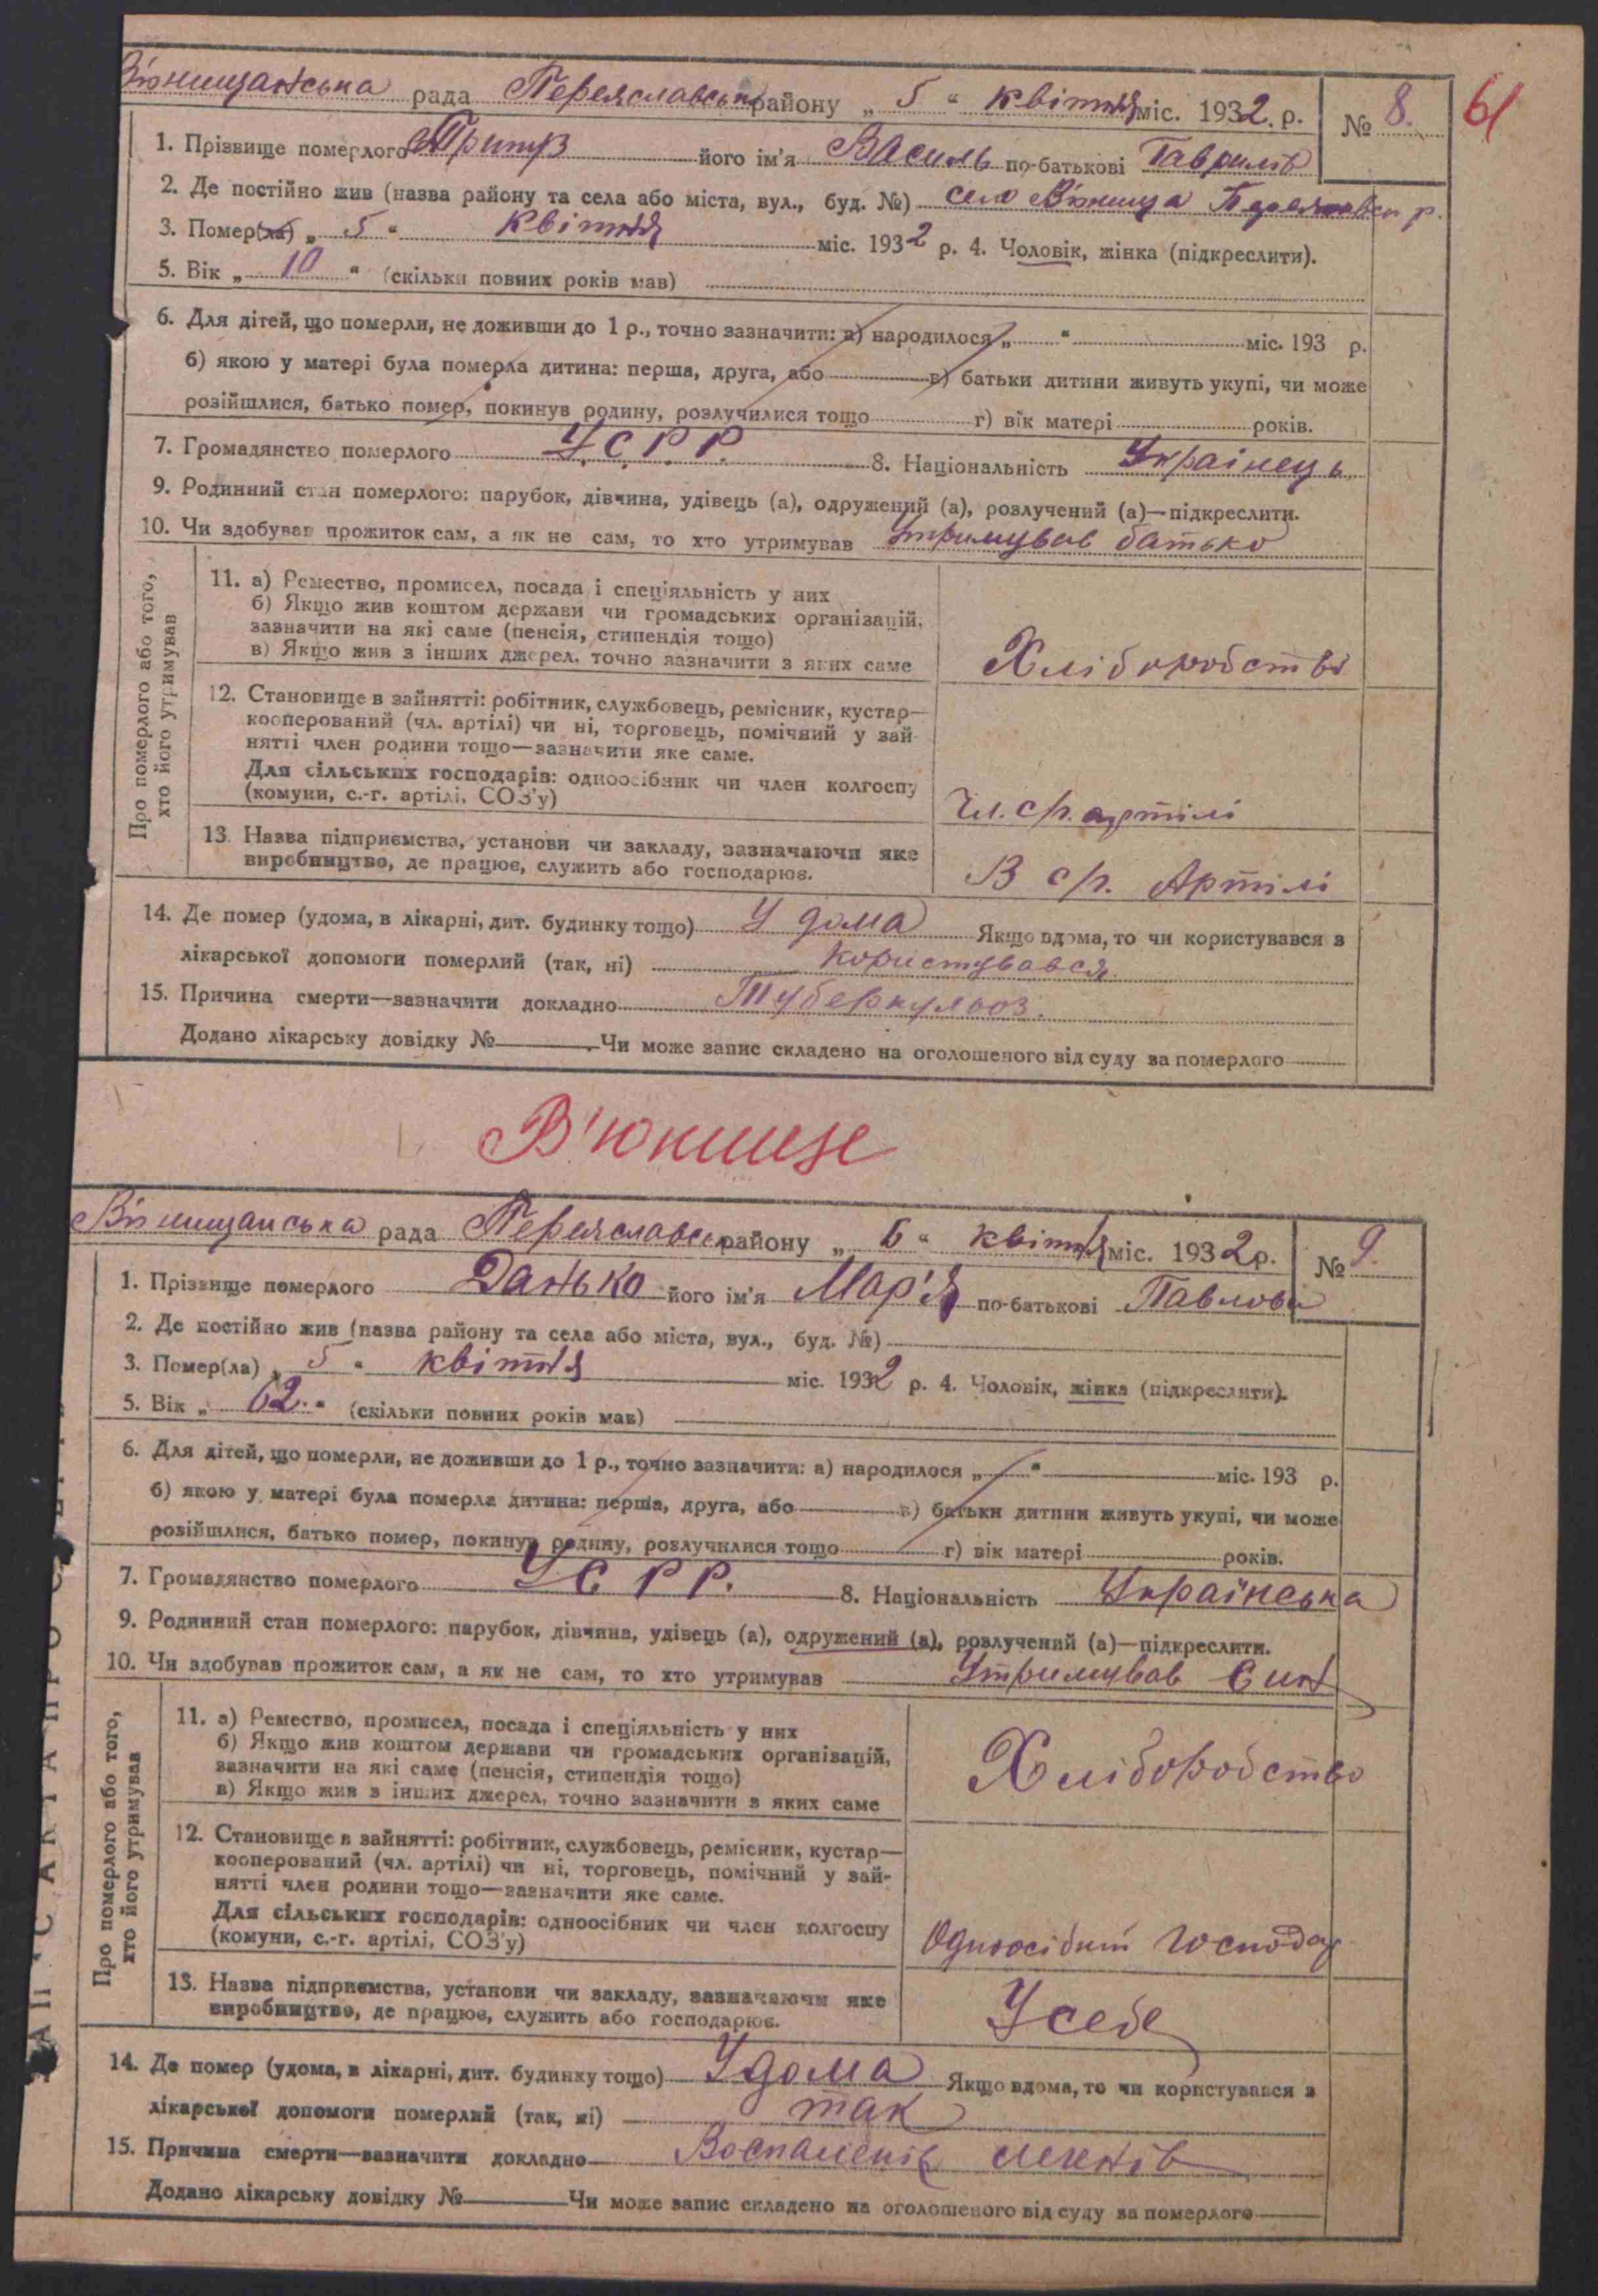 В'юнищанська рада Переяславськ району „ 5 “ квітня міс. 1932. р. № 8. 61
1. Прізвище померлого Трипуз його ім'я Василь по-батькові Гаврилів
2. Де постійно жив (назва району та села або міста, вул., буд. №) село В'юнища р.
3. Помер(ла) „ 5 “ квітня міс. 1932 р. 4. Чоловік, жінка (підкреслити).
5. Вік „ 10 “ (скільки повних років мав)
6. Для дітей, що померли, не доживши до 1 р., точно зазначити: а) народилося „ “ міс. 193 р.
б) якою у матері була померла дитина: перша, друга, або в) батьки дитини живуть укупі, чи може
розійшлися, батько помер, покинув родину, розлучилися тощо г) вік матері років.
7. Громадянство померлого У.С.Р.Р. 8. Національність Українець
9. Родинний стан померлого: парубок, дівчина, удівець (а), одружений (а), розлучений (а)—підкреслити.
10. Чи здобував прожиток сам, а як не сам, то хто утримував Утримував батько
Про померлого або того,
хто його утримував
11. а) Ремество, промисел, посада і спеціяльність у них
б) Якщо жив коштом держави чи громадських організацій,
зазначити на які саме (пенсія, стипендія тощо)
в) Якщо жив з інших джерел, точно зазначити з яких саме
Хліборобство
12. Становище в зайнятті: робітник, службовець, ремісник, кустар—
кооперований (чл. артілі) чи ні, торговець, помічний у зай-
нятті член родини тощо—зазначити яке саме.
Для сільських господарів: одноосібник чи член колгоспу
(комуни, с.-г. артілі, СОЗ'у)
Чл. с/г. артілі
13. Назва підприємства, установи чи закладу, зазначаючи яке
виробництво, де працює, служить або господарює.
В с/г. Артілі
14. Де помер (удома, в лікарні, дит. будинку тощо) У дома Якщо вдома, то чи користувався з
лікарської допомоги померлий (так, ні) Користувався.
15. Причина смерти—зазначити докладно Туберкульоз.
Додано лікарську довідку № Чи може запис складено на оголошеного від суду за померлого
В'юнище
В'юнищанська рада Переяславськ району „ 6 “ квітня міс. 1932 р. № 9.
1. Прізвище померлого Данько його ім'я Мар'я по-батькові Павлова
2. Де постійно жив (назва району та села або міста, вул., буд. №)
3. Помер(ла) „ 5 “ квітня міс. 1932 р. 4. Чоловік, жінка (підкреслити).
5. Вік „ 62. “ (скільки повних років мав)
6. Для дітей, що померли, не доживши до 1 р., точно зазначити: а) народилося „ “ міс. 193 р.
б) якою у матері була померла дитина: перша, друга, або в) батьки дитини живуть укупі, чи може
розійшлися, батько помер, покинув родину, розлучилися тощо г) вік матері років.
7. Громадянство померлого УСРР. 8. Національність Українська
9. Родинний стан померлого: парубок, дівчина, удівець (а), одружений (а), розлучений (а)—підкреслити.
10. Чи здобував прожиток сам, а як не сам, то хто утримував Утримував Син
Про померлого або того,
хто його утримував
11. а) Ремество, промисел, посада і спеціяльність у них
б) Якщо жив коштом держави чи громадських організацій,
зазначити на які саме (пенсія, стипендія тощо)
в) Якщо жив з інших джерел, точно зазначити з яких саме
Хліборобство
12. Становище в зайнятті: робітник, службовець, ремісник, кустар—
кооперований (чл. артілі) чи ні, торговець, помічний у зай-
нятті член родини тощо—зазначити яке саме.
Для сільських господарів: одноосібник чи член колгоспу
(комуни, с.-г. артілі, СОЗ'у)
Одноосібний господар
13. Назва підприємства, установи чи закладу, зазначаючи яке
виробництво, де працює, служить або господарює.
У себе
14. Де помер (удома, в лікарні, дит. будинку тощо) У дома Якщо вдома, то чи користувався з
лікарської допомоги померлий (так, ні) так
15. Причина смерти—зазначити докладно Воспаленія легків
Додано лікарську довідку № Чи може запис складено на оголошеного від суду за померлого